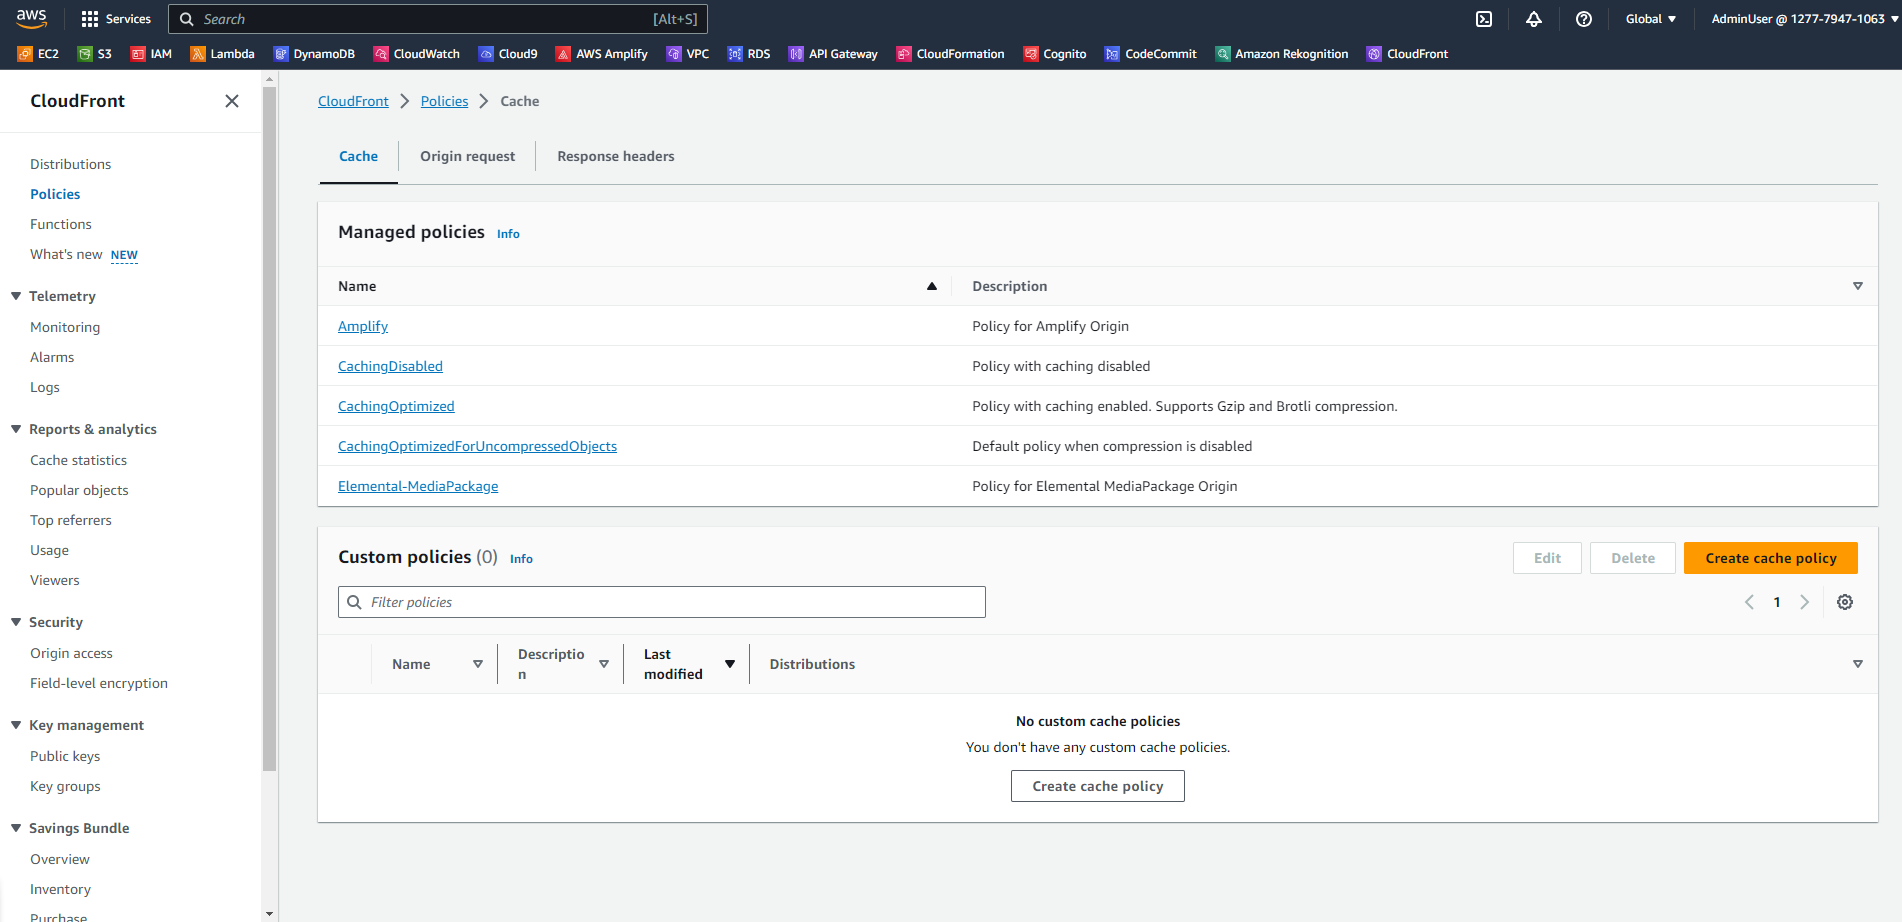 aws
Services
Search [Alt+S]
Global
AdminUser @ 1277-7947-1063
EC2 S3 IAM Lambda DynamoDB CloudWatch Cloud9 AWS Amplify VPC RDS API Gateway CloudFormation Cognito CodeCommit Amazon Rekognition CloudFront
CloudFront
Distributions
Policies
Functions
What's new NEW
Telemetry
Monitoring
Alarms
Logs
Reports & analytics
Cache statistics
Popular objects
Top referrers
Usage
Viewers
Security
Origin access
Field-level encryption
Key management
Public keys
Key groups
Savings Bundle
Overview
Inventory
Purchase
CloudFront Policies Cache
Cache Origin request Response headers
Managed policies Info
Name Description
Amplify Policy for Amplify Origin
CachingDisabled Policy with caching disabled
CachingOptimized Policy with caching enabled. Supports Gzip and Brotli compression.
CachingOptimizedForUncompressedObjects Default policy when compression is disabled
Elemental-MediaPackage Policy for Elemental MediaPackage Origin
Custom policies (0) Info
Edit Delete Create cache policy
Filter policies
1
Name
Descriptio
n
Last
modified
Distributions
No custom cache policies
You don't have any custom cache policies.
Create cache policy